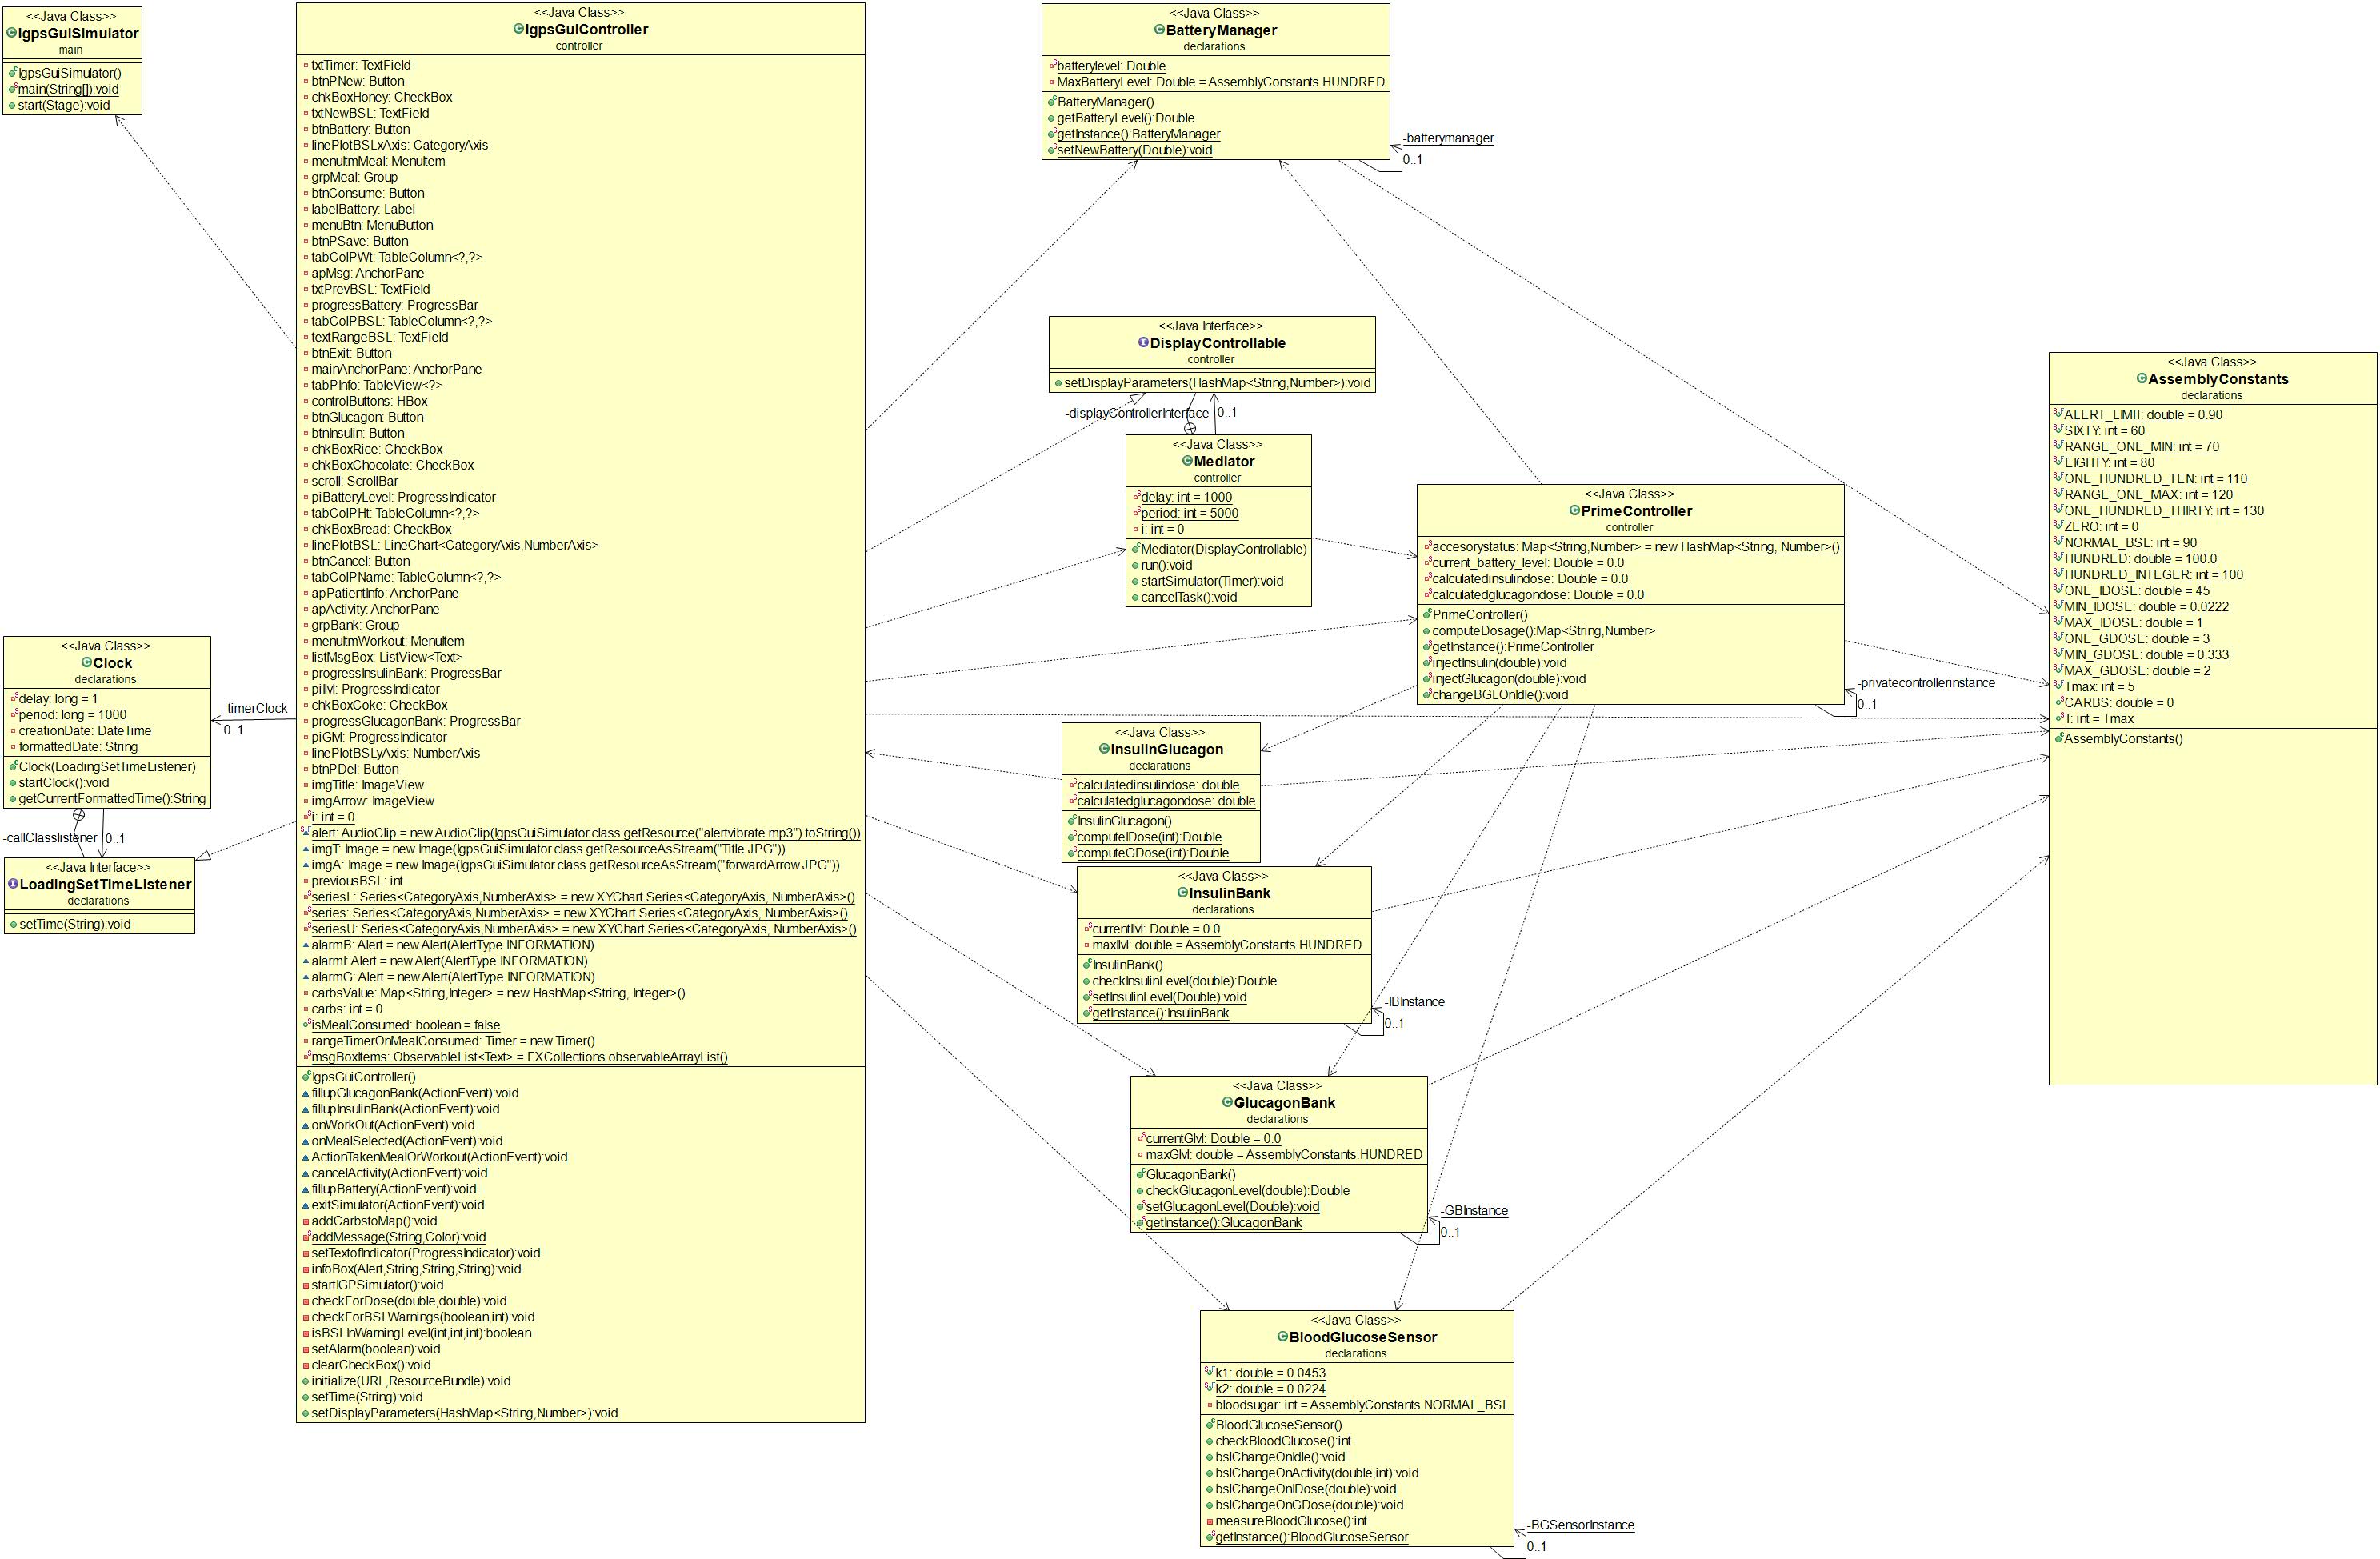 <<Java Class>>
IgpsGuiSimulator
main
IgpsGuiSimulator()
main(String[]):void
start(Stage):void
<<Java Class>>
IgpsGuiController
controller
txtTimer: TextField
btnPNew: Button
chkBoxHoney: CheckBox
txtNewBSL: TextField
btnBattery: Button
linePlotBSLxAxis: CategoryAxis
menuItmMeal: MenuItem
grpMeal: Group
btnConsume: Button
labelBattery: Label
menuBtn: MenuButton
btnPSave: Button
tabColPWt: TableColumn<?,?>
apMsg: AnchorPane
txtPrevBSL: TextField
progressBattery: ProgressBar
tabColPBSL: TableColumn<?,?>
textRangeBSL: TextField
btnExit: Button
mainAnchorPane: AnchorPane
tabPInfo: TableView<?>
controlButtons: HBox
btnGlucagon: Button
btnInsulin: Button
chkBoxRice: CheckBox
chkBoxChocolate: CheckBox
scroll: ScrollBar
piBatteryLevel: ProgressIndicator
tabColPHt: TableColumn<?,?>
chkBoxBread: CheckBox
linePlotBSL: LineChart<CategoryAxis,NumberAxis>
btnCancel: Button
tabColPName: TableColumn<?,?>
apPatientInfo: AnchorPane
apActivity: AnchorPane
grpBank: Group
menuItmWorkout: MenuItem
listMsgBox: ListView<Text>
progressInsulinBank: ProgressBar
piIlvl: ProgressIndicator
chkBoxCoke: CheckBox
progressGlucagonBank: ProgressBar
piGlvl: ProgressIndicator
linePlotBSLyAxis: NumberAxis
btnPDel: Button
imgTitle: ImageView
imgArrow: ImageView
i: int = 0
alert: AudioClip = new AudioClip(IgpsGuiSimulator.class.getResource("alertvibrate.mp3").toString())
imgT: Image = new Image(IgpsGuiSimulator.class.getResourceAsStream("Title.JPG"))
imgA: Image = new Image(IgpsGuiSimulator.class.getResourceAsStream("forwardArrow.JPG"))
previousBSL: int
seriesL: Series<CategoryAxis,NumberAxis> = new XYChart.Series<CategoryAxis, NumberAxis>()
series: Series<CategoryAxis,NumberAxis> = new XYChart.Series<CategoryAxis, NumberAxis>()
seriesU: Series<CategoryAxis,NumberAxis> = new XYChart.Series<CategoryAxis, NumberAxis>()
alarmB: Alert = new Alert(AlertType.INFORMATION)
alarmI: Alert = new Alert(AlertType.INFORMATION)
alarmG: Alert = new Alert(AlertType.INFORMATION)
carbsValue: Map<String,Integer> = new HashMap<String, Integer>()
carbs: int = 0
isMealConsumed: boolean = false
rangeTimerOnMealConsumed: Timer = new Timer()
msgBoxItems: ObservableList<Text> = FXCollections.observableArrayList()
IgpsGuiController()
fillupGlucagonBank(ActionEvent):void
fillupInsulinBank(ActionEvent):void
onWorkOut(ActionEvent):void
onMealSelected(ActionEvent):void
ActionTakenMealOrWorkout(ActionEvent):void
cancelActivity(ActionEvent):void
fillupBattery(ActionEvent):void
exitSimulator(ActionEvent):void
addCarbstoMap():void
addMessage(String,Color):void
setTextofIndicator(ProgressIndicator):void
infoBox(Alert,String,String,String):void
startIGPSimulator():void
checkForDose(double,double):void
checkForBSLWarnings(boolean,int):void
isBSLInWarningLevel(int,int,int):boolean
setAlarm(boolean):void
clearCheckBox():void
initialize(URL,ResourceBundle):void
setTime(String):void
setDisplayParameters(HashMap<String,Number>):void
<<Java Class>>
Clock
declarations
delay: long = 1
period: long = 1000
creationDate: DateTime
formattedDate: String
Clock(LoadingSetTimeListener)
startClock():void
getCurrentFormattedTime():String
-timerClock
0..1
-callClasslistener
0..1
<<Java Interface>>
LoadingSetTimeListener
declarations
setTime(String):void
<<Java Class>>
BatteryManager
declarations
batterylevel: Double
MaxBatteryLevel: Double = AssemblyConstants.HUNDRED
BatteryManager()
getBatteryLevel():Double
getInstance():BatteryManager
setNewBattery(Double):void
-batterymanager
0..1
<<Java Interface>>
DisplayControllable
controller
setDisplayParameters(HashMap<String,Number>):void
-displayControllerInterface
0..1
<<Java Class>>
Mediator
controller
delay: int = 1000
period: int = 5000
i: int = 0
Mediator(DisplayControllable)
run():void
startSimulator(Timer):void
cancelTask():void
<<Java Class>>
PrimeController
controller
accesorystatus: Map<String,Number> = new HashMap<String, Number>()
current_battery_level: Double = 0.0
calculatedinsulindose: Double = 0.0
calculatedglucagondose: Double = 0.0
PrimeController()
computeDosage():Map<String,Number>
getInstance():PrimeController
injectInsulin(double):void
injectGlucagon(double):void
changeBGLOnIdle():void
-privatecontrollerinstance
0..1
<<Java Class>>
InsulinGlucagon
declarations
calculatedinsulindose: double
calculatedglucagondose: double
InsulinGlucagon()
computeIDose(int):Double
computeGDose(int):Double
<<Java Class>>
InsulinBank
declarations
currentIlvl: Double = 0.0
maxIlvl: double = AssemblyConstants.HUNDRED
InsulinBank()
checkInsulinLevel(double):Double
setInsulinLevel(Double):void
getInstance():InsulinBank
-IBInstance
0..1
<<Java Class>>
GlucagonBank
declarations
currentGlvl: Double = 0.0
maxGlvl: double = AssemblyConstants.HUNDRED
GlucagonBank()
checkGlucagonLevel(double):Double
setGlucagonLevel(Double):void
getInstance():GlucagonBank
-GBInstance
0..1
<<Java Class>>
BloodGlucoseSensor
declarations
k1: double = 0.0453
k2: double = 0.0224
bloodsugar: int = AssemblyConstants.NORMAL_BSL
BloodGlucoseSensor()
checkBloodGlucose():int
bslChangeOnIdle():void
bslChangeOnActivity(double,int):void
bslChangeOnIDose(double):void
bslChangeOnGDose(double):void
measureBloodGlucose():int
getInstance():BloodGlucoseSensor
-BGSensorInstance
0..1
<<Java Class>>
AssemblyConstants
declarations
ALERT_LIMIT: double = 0.90
SIXTY: int = 60
RANGE_ONE_MIN: int = 70
EIGHTY: int = 80
ONE_HUNDRED_TEN: int = 110
RANGE_ONE_MAX: int = 120
ONE_HUNDRED_THIRTY: int = 130
ZERO: int = 0
NORMAL_BSL: int = 90
HUNDRED: double = 100.0
HUNDRED_INTEGER: int = 100
ONE_IDOSE: double = 45
MIN_IDOSE: double = 0.0222
MAX_IDOSE: double = 1
ONE_GDOSE: double = 3
MIN_GDOSE: double = 0.333
MAX_GDOSE: double = 2
Tmax: int = 5
CARBS: double = 0
T: int = Tmax
AssemblyConstants()